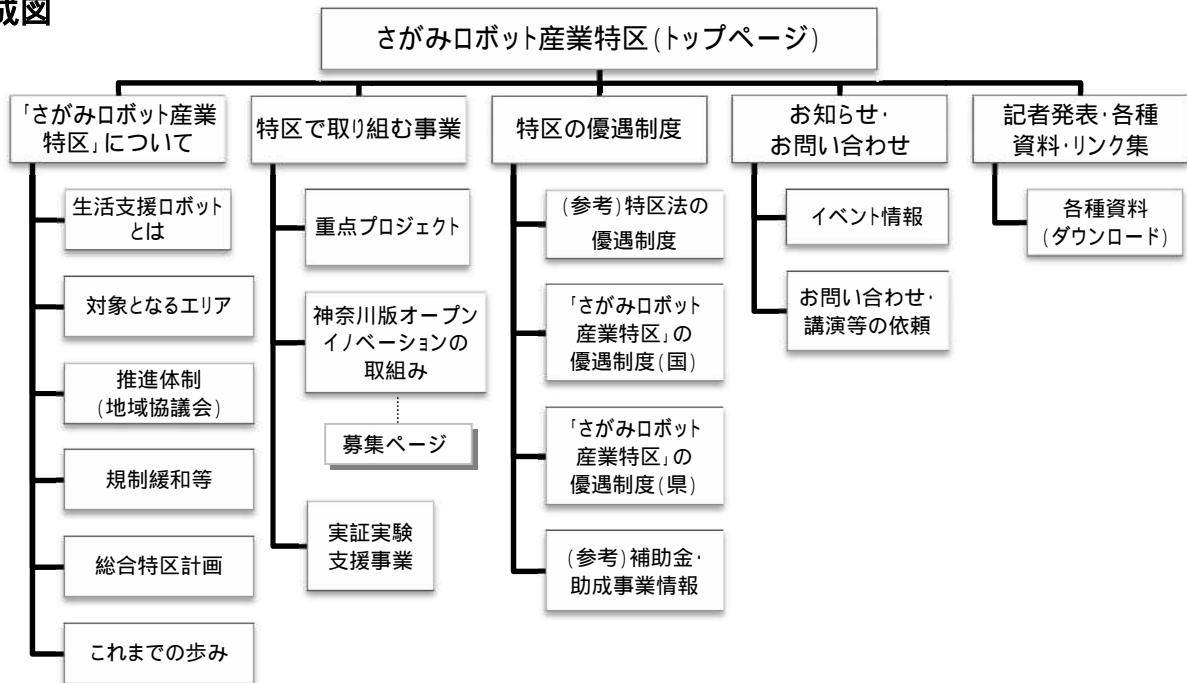 成図
さがみロボット産業特区(トップページ)
「さがみロボット産業
特区」について
生活支援ロボット
とは
対象となるエリア
推進体制
(地域協議会)
規制緩和等
総合特区計画
これまでの歩み
特区で取り組む事業
重点プロジェクト
神奈川版オープン
イノベーションの
取組み
募集ページ
実証実験
支援事業
特区の優遇制度
(参考)特区法の
優遇制度
「さがみロボット
産業特区」の
優遇制度(国)
「さがみロボット
産業特区」の
優遇制度(県)
(参考)補助金・
助成事業情報
お知らせ・
お問い合わせ
イベント情報
お問い合わせ・
講演等の依頼
記者発表・各種
資料・リンク集
各種資料
(ダウンロード)